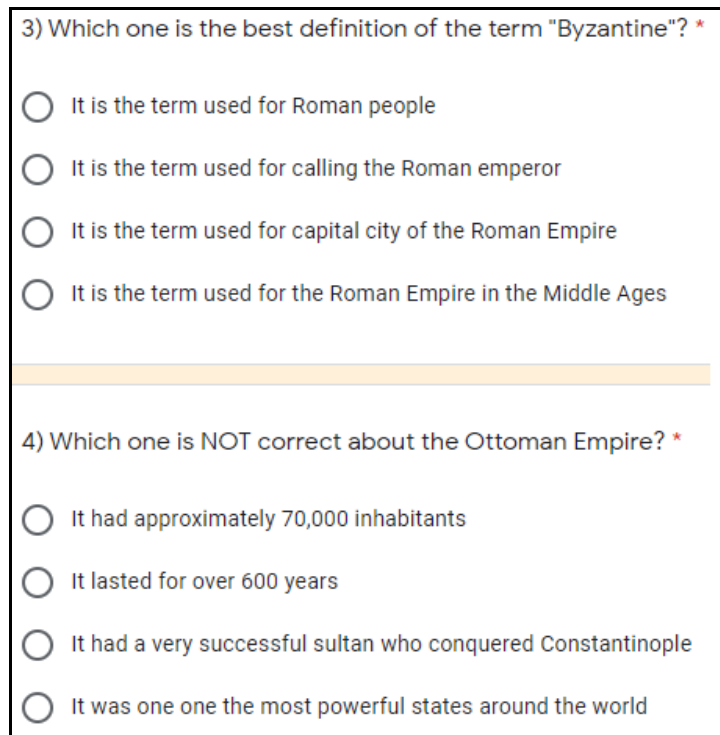 3) Which one is the best definition of the term "Byzantine"? *
It is the term used for Roman people
It is the term used for calling the Roman emperor
It is the term used for capital city of the Roman Empire
It is the term used for the Roman Empire in the Middle Ages
4) Which one is NOT correct about the Ottoman Empire? *
It had approximately 70,000 inhabitants
It lasted for over 600 years
It had a very successful sultan who conquered Constantinople
It was one one the most powerful states around the world